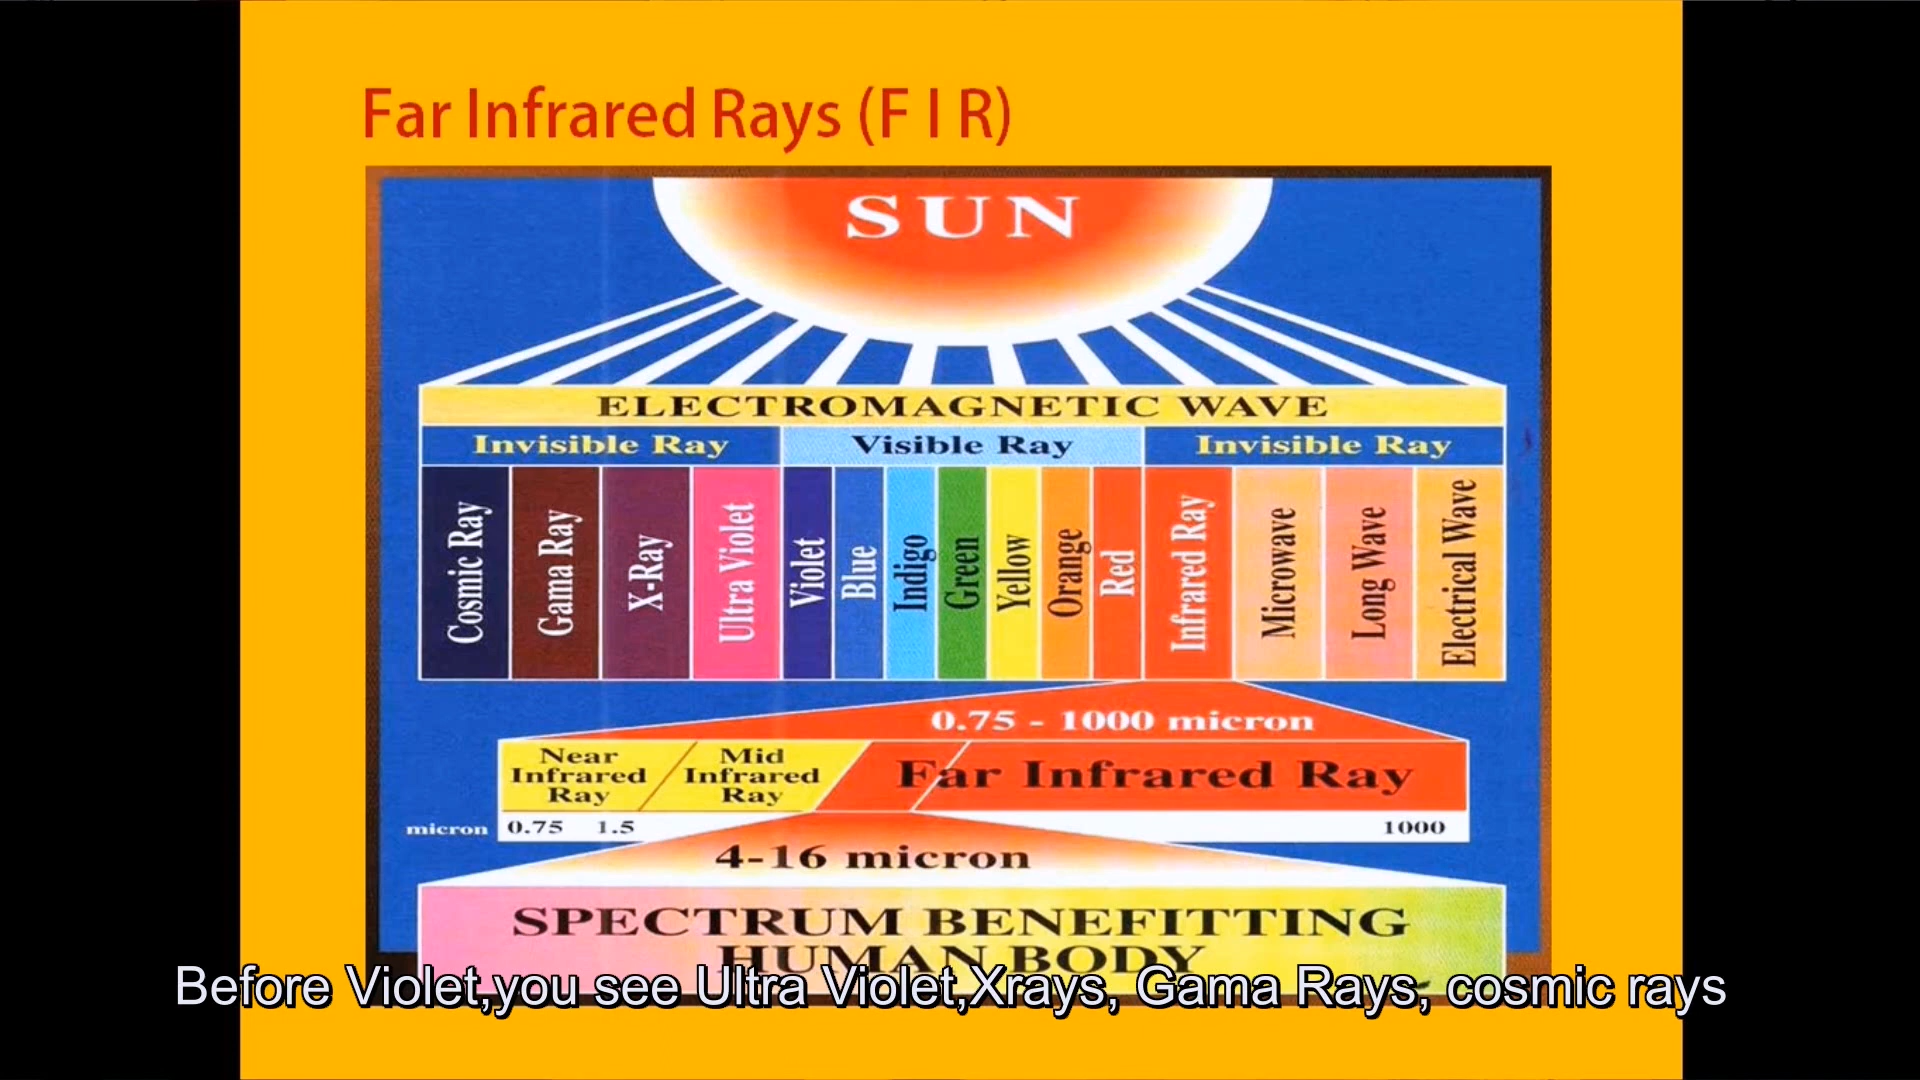 Far Infrared Rays (F I R)
SUN
ELECTROMAGNETIC WAVE
Invisible Ray
Visible Ray
Invisible Ray
Cosmic Ray
Gama Ray
X-Ray
Ultra Violet
Violet
Blue
Indigo
Green
Yellow
Orange
Red
Infrared Ray
Microwave
Long Wave
Electrical Wave
0.75 - 1000 micron
Near
Infrared
Ray
Mid
Infrared
Ray
Far Infrared Ray
micron
0.75
1.5
1000
4-16 micron
SPECTRUM BENEFITTING
HUMAN BODY
Before Violet,you see Ultra Violet,Xrays, Gama Rays, cosmic rays